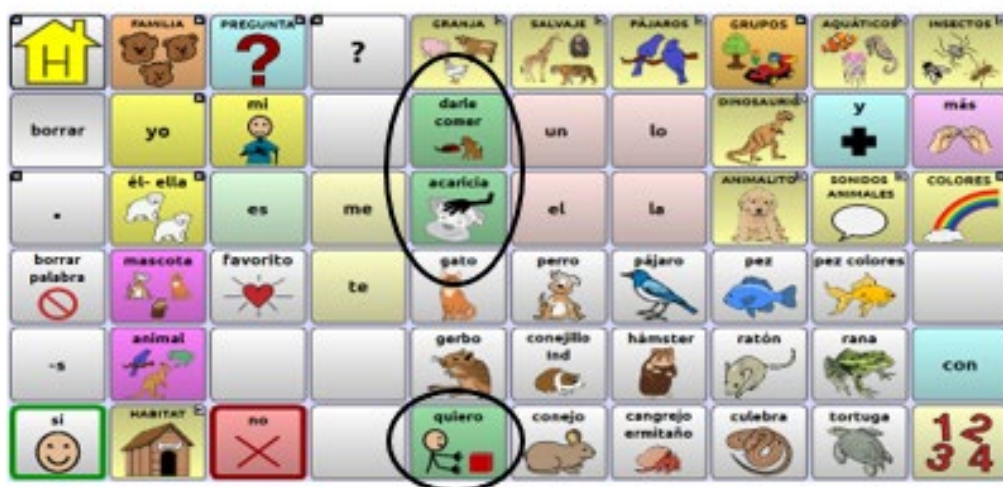 H
FAMILIA
PREGUNTA
?
?
GRANJA
SALVAJE
PÁJAROS
GRUPOS
AQUÁTICOS
INSECTOS
borrar
yo
mi
darle
comer
un
lo
DINOSAURIO
y
más
.
él- ella
es
me
acaricia
el
la
ANIMALITO
SONIDOS
ANIMALES
COLORES
borrar
palabra
mascota
favorito
te
gato
perro
pájaro
pez
pez colores
-s
animal
gerbo
conejillo
ind
hámster
ratón
rana
con
si
HABITAT
no
quiero
conejo
cangrejo
ermitaño
culebra
tortuga
1 2
3 4